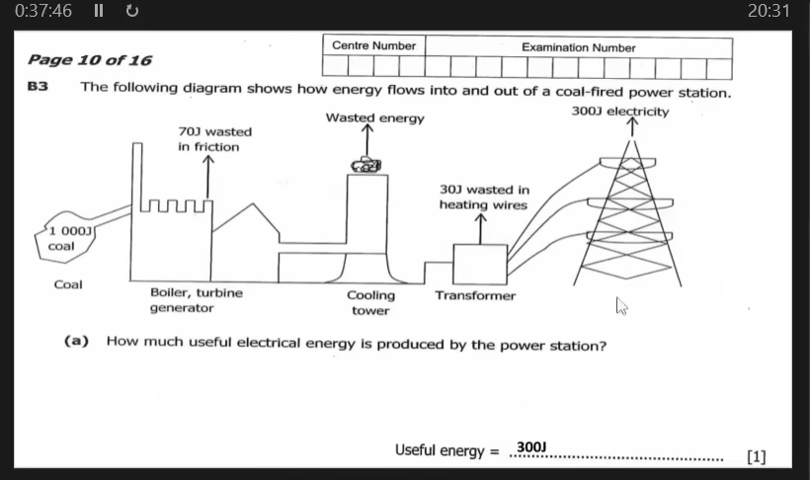 0:37:46
20:31
Centre Number
Examination Number
Page 10 of 16
B3 The following diagram shows how energy flows into and out of a coal-fired power station.
Wasted energy
300J electricity
70J wasted
in friction
30J wasted in
heating wires
1 000J
coal
Coal
Boiler, turbine
generator
Cooling
tower
Transformer
(a) How much useful electrical energy is produced by the power station?
Useful energy = 300J [1]